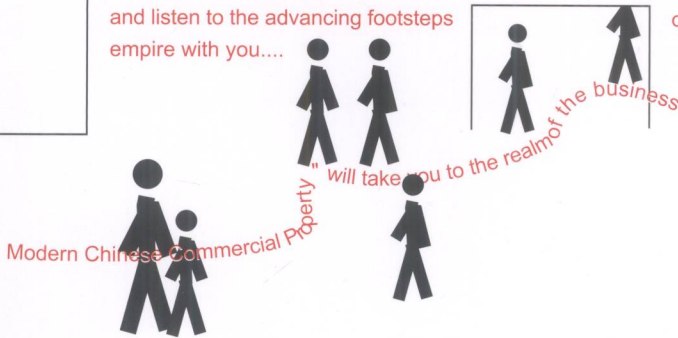 and listen to the advancing footsteps
empire with you....
Modern Chinese Commercial Property " will take you to the realmof the business